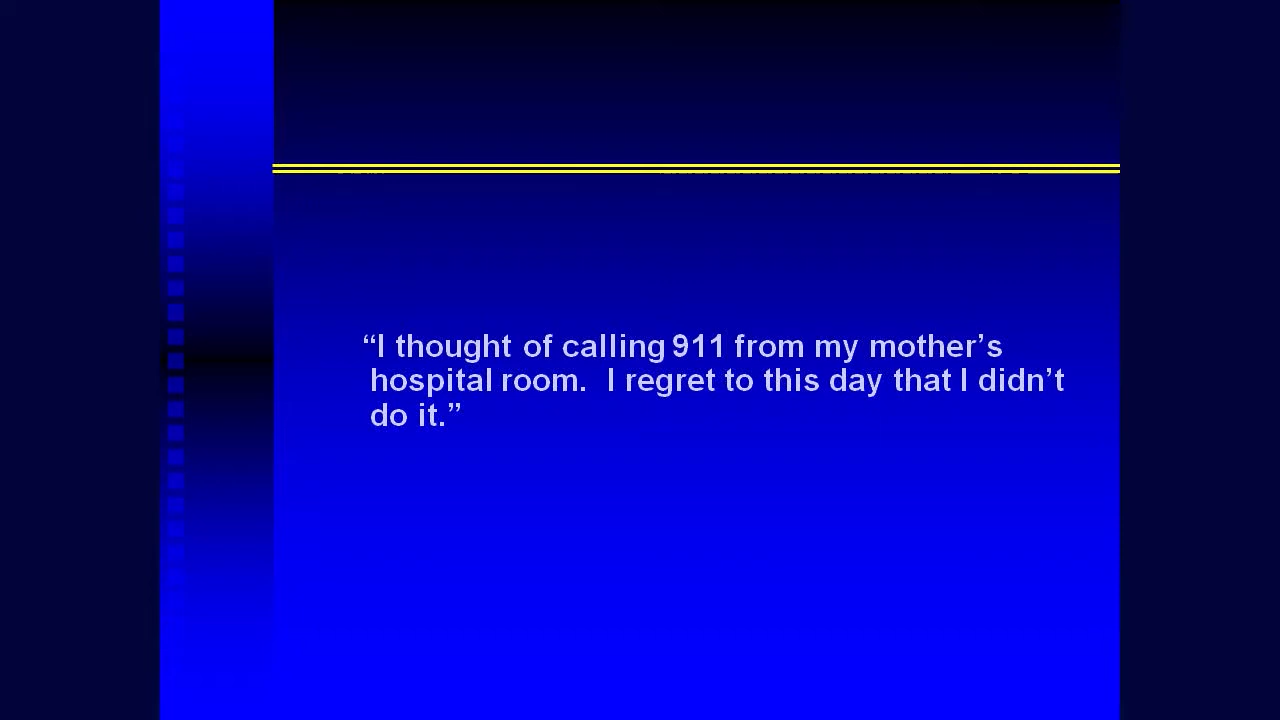 “I thought of calling 911 from my mother’s
hospital room.  I regret to this day that I didn’t
do it.”